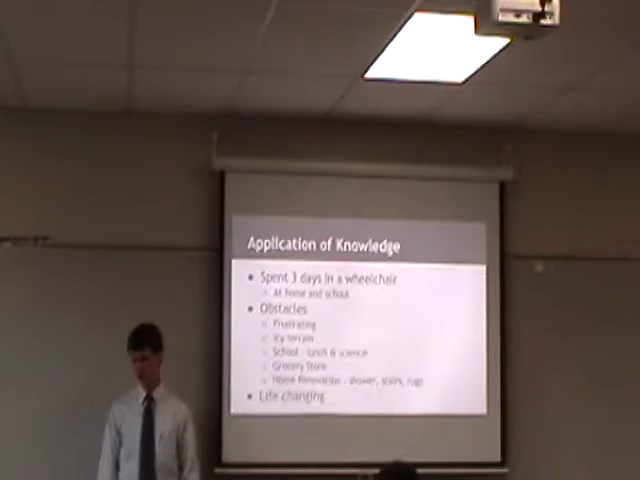 Application of Knowledge
Spent 3 days in a wheelchair
At home and school
Obstacles
Frustrating
Icy terrain
School - lunch & science
Grocery Store
Home Renovation - shower, stairs, rugs
Life changing